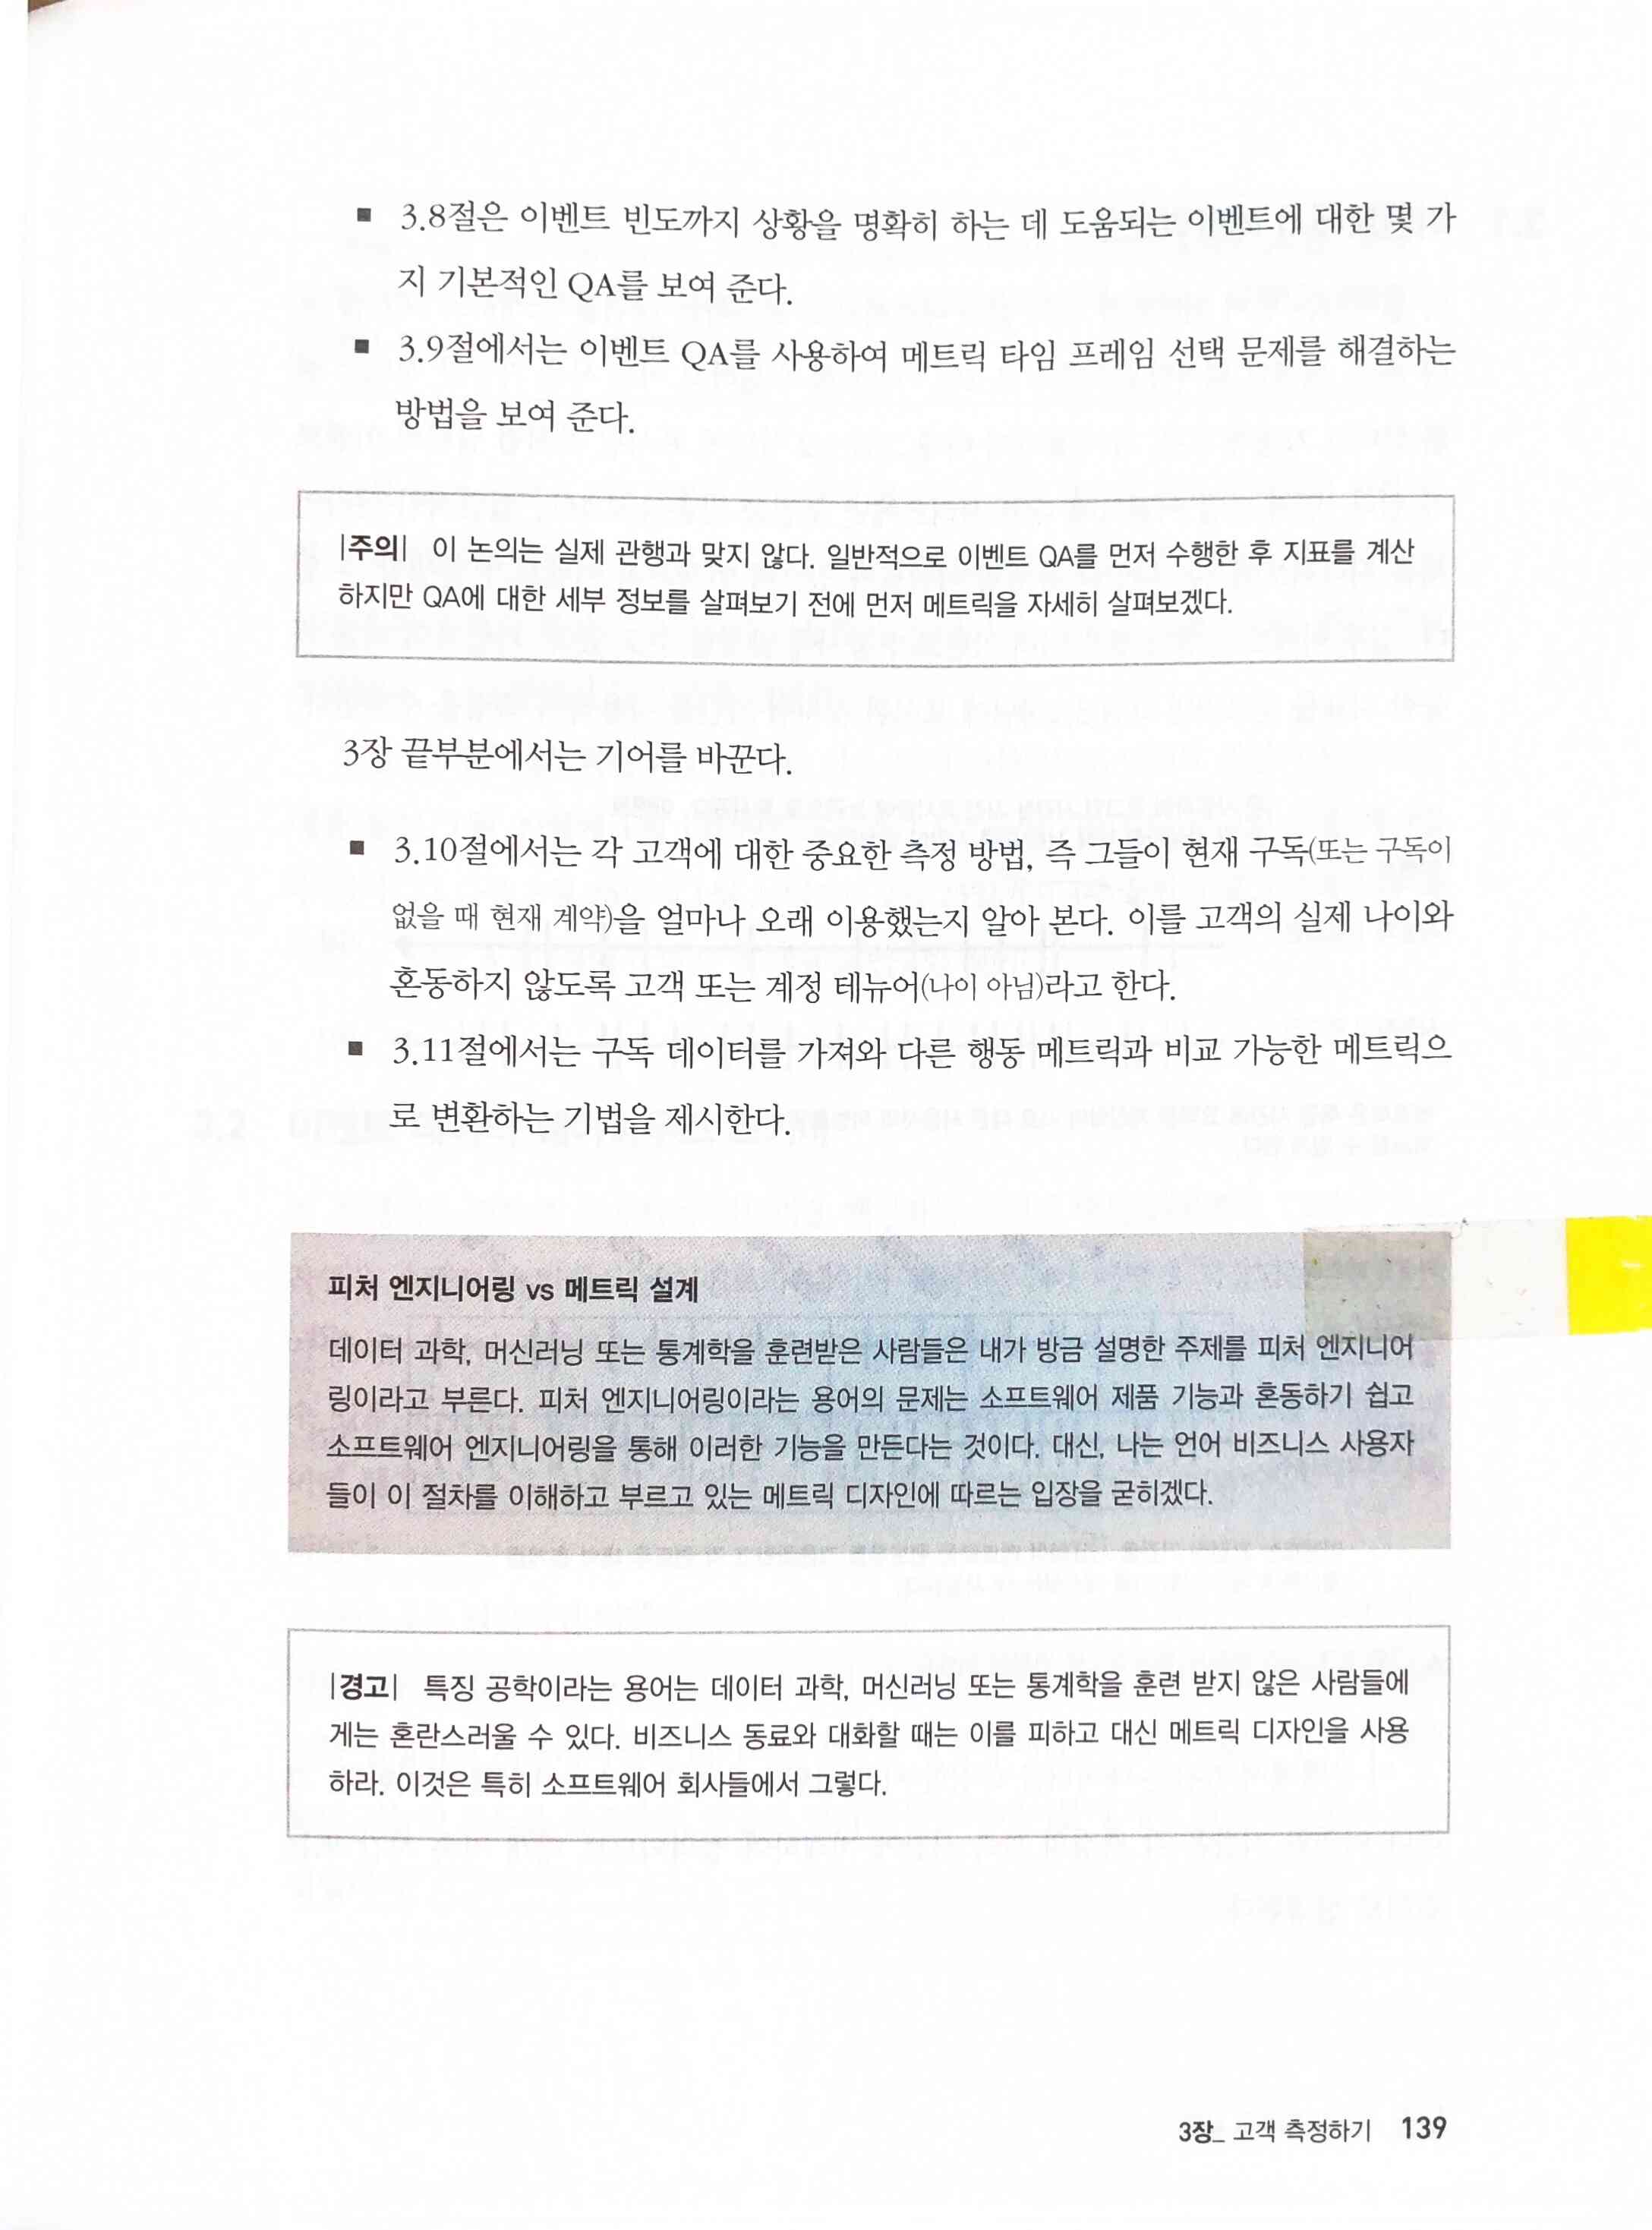 ■ 3.8절은 이벤트 빈도까지 상황을 명확히 하는 데 도움되는 이벤트에 대한 몇 가
지 기본적인 QA를 보여 준다.
■ 3.9절에서는 이벤트 QA를 사용하여 메트릭 타임 프레임 선택 문제를 해결하는
방법을 보여 준다.
|주의| 이 논의는 실제 관행과 맞지 않다. 일반적으로 이벤트 QA를 먼저 수행한 후 지표를 계산
하지만 QA에 대한 세부 정보를 살펴보기 전에 먼저 메트릭을 자세히 살펴보겠다.
3장 끝부분에서는 기어를 바꾼다.
■ 3.10절에서는 각 고객에 대한 중요한 측정 방법, 즉 그들이 현재 구독(또는 구독이
없을 때 현재 계약)을 얼마나 오래 이용했는지 알아 본다. 이를 고객의 실제 나이와
혼동하지 않도록 고객 또는 계정 테뉴어(나이 아님)라고 한다.
■ 3.11절에서는 구독 데이터를 가져와 다른 행동 메트릭과 비교 가능한 메트릭으
로 변환하는 기법을 제시한다.
피처 엔지니어링 vs 메트릭 설계
데이터 과학, 머신러닝 또는 통계학을 훈련받은 사람들은 내가 방금 설명한 주제를 피처 엔지니어
링이라고 부른다. 피처 엔지니어링이라는 용어의 문제는 소프트웨어 제품 기능과 혼동하기 쉽고
소프트웨어 엔지니어링을 통해 이러한 기능을 만든다는 것이다. 대신, 나는 언어 비즈니스 사용자
들이 이 절차를 이해하고 부르고 있는 메트릭 디자인에 따르는 입장을 굳히겠다.
|경고| 특징 공학이라는 용어는 데이터 과학, 머신러닝 또는 통계학을 훈련 받지 않은 사람들에
게는 혼란스러울 수 있다. 비즈니스 동료와 대화할 때는 이를 피하고 대신 메트릭 디자인을 사용
하라. 이것은 특히 소프트웨어 회사들에서 그렇다.
3장_ 고객 측정하기 139